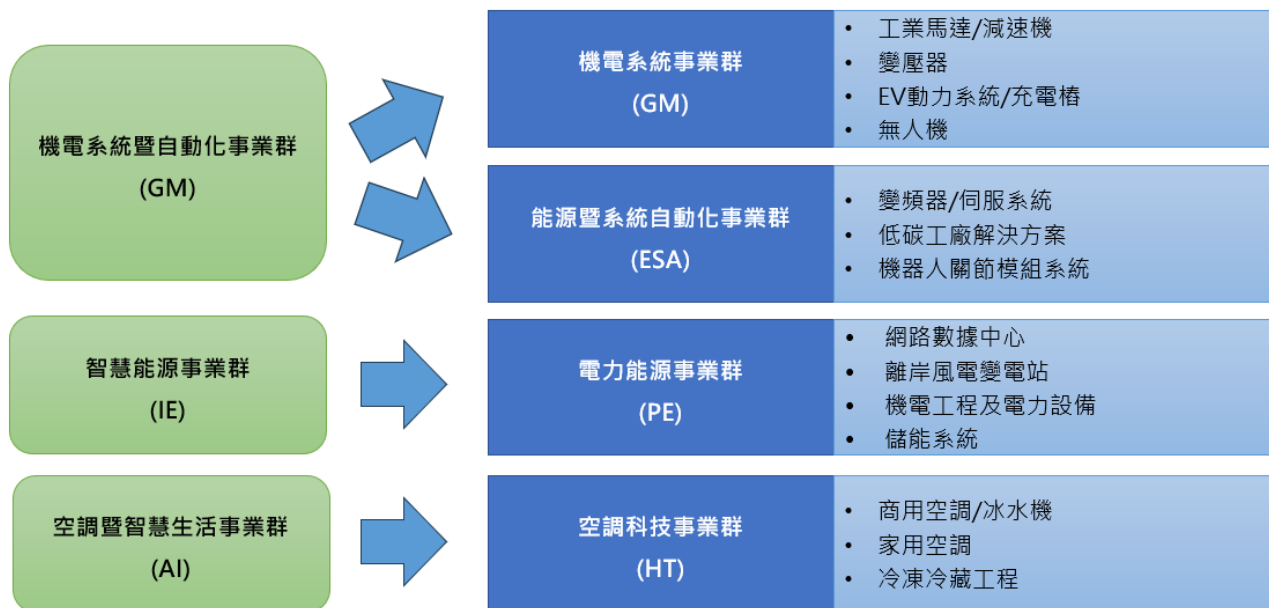 機電系統暨自動化事業群
(GM)
機電系統事業群
(GM)
• 工業馬達/減速機
• 變壓器
• EV動力系統/充電樁
• 無人機
能源暨系統自動化事業群
(ESA)
• 變頻器/伺服系統
• 低碳工廠解決方案
• 機器人關節模組系統
智慧能源事業群
(IE)
電力能源事業群
(PE)
• 網路數據中心
• 離岸風電變電站
• 機電工程及電力設備
• 儲能系統
空調暨智慧生活事業群
(AI)
空調科技事業群
(HT)
• 商用空調/冰水機
• 家用空調
• 冷凍冷藏工程